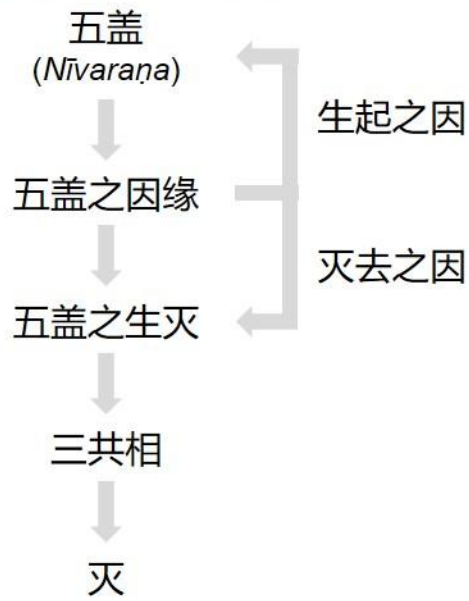 五盖
(Nīvaraṇa)
生起之因
五盖之因缘
灭去之因
五盖之生灭
三共相
灭